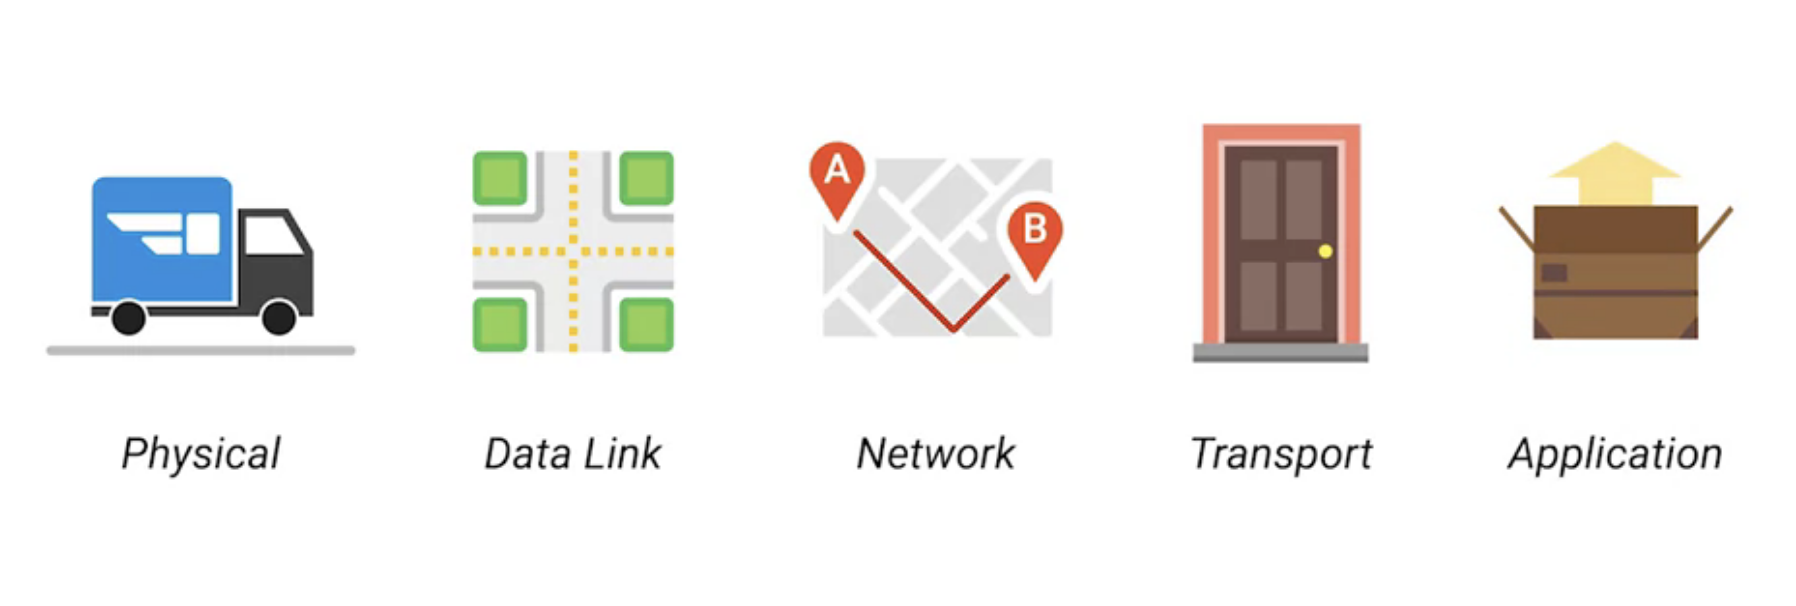 A
B
Physical
Data Link
Network
Transport
Application